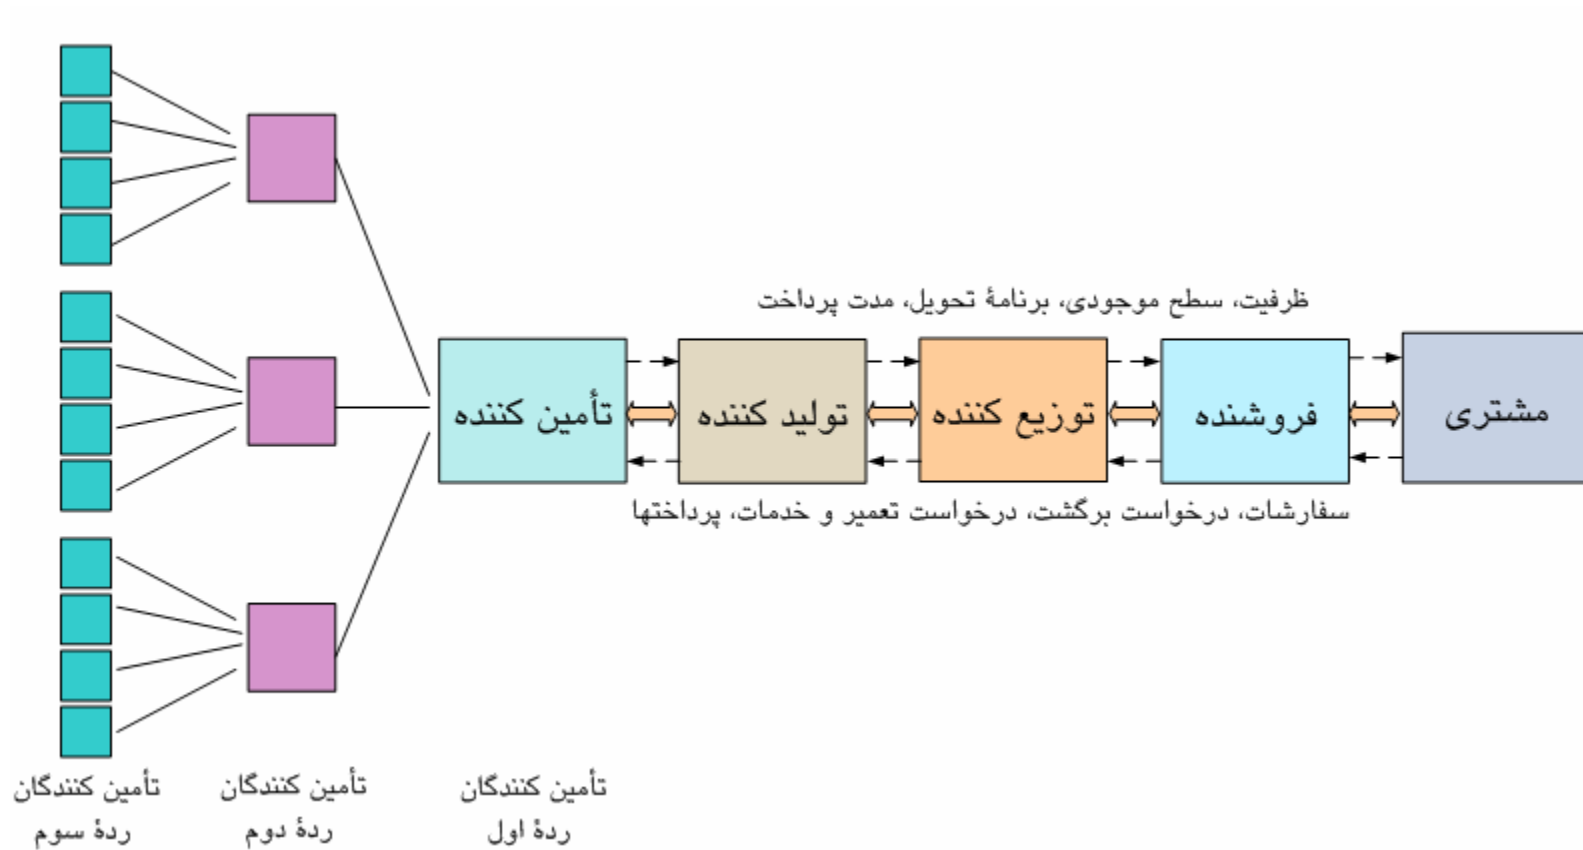 ظرفیت، سطح موجودی، برنامهٔ تحویل، مدت پرداخت
مشتری
فروشنده
توزیع کننده
تولید کننده
تأمین کننده
سفارشات، درخواست برگشت، درخواست تعمیر و خدمات، پرداختها
تأمین کنندگان
ردهٔ اول
تأمین کنندگان
ردهٔ دوم
تأمین کنندگان
ردهٔ سوم